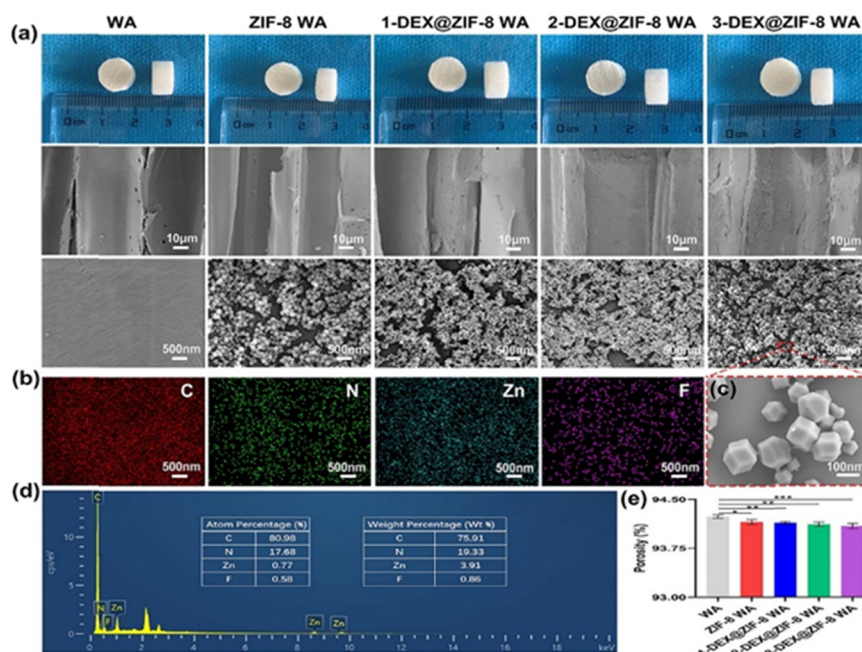 WA ZIF-8 WA 1-DEX@ZIF-8 WA 2-DEX@ZIF-8 WA 3-DEX@ZIF-8 WA
(a)
0cm 1 2 3 4 0cm 1 2 3 4 0cm 1 2 3 4 0cm 1 2 3 4 0cm 1 2 3 4
10μm 10μm 10μm 10μm 10μm
500nm 500nm 500nm 500nm 500nm
(b) C N Zn F (c)
500nm 500nm 500nm 500nm 100nm
(d) (e)
C
Atom Percentage (%) Weight Percentage (Wt %)
C 80.98 C 75.91
N 17.68 N 19.33
Zn 0.77 Zn 3.91
F 0.58 F 0.86
cps/eV
10
5
0
N F Zn Zn Zn
0 2 4 6 8 10 12 14 16 18 keV
Porosity (%)
94.50
93.75
93.00
* ** ** ***
WA
ZIF-8 WA
1-DEX@ZIF-8 WA
2-DEX@ZIF-8 WA
3-DEX@ZIF-8 WA